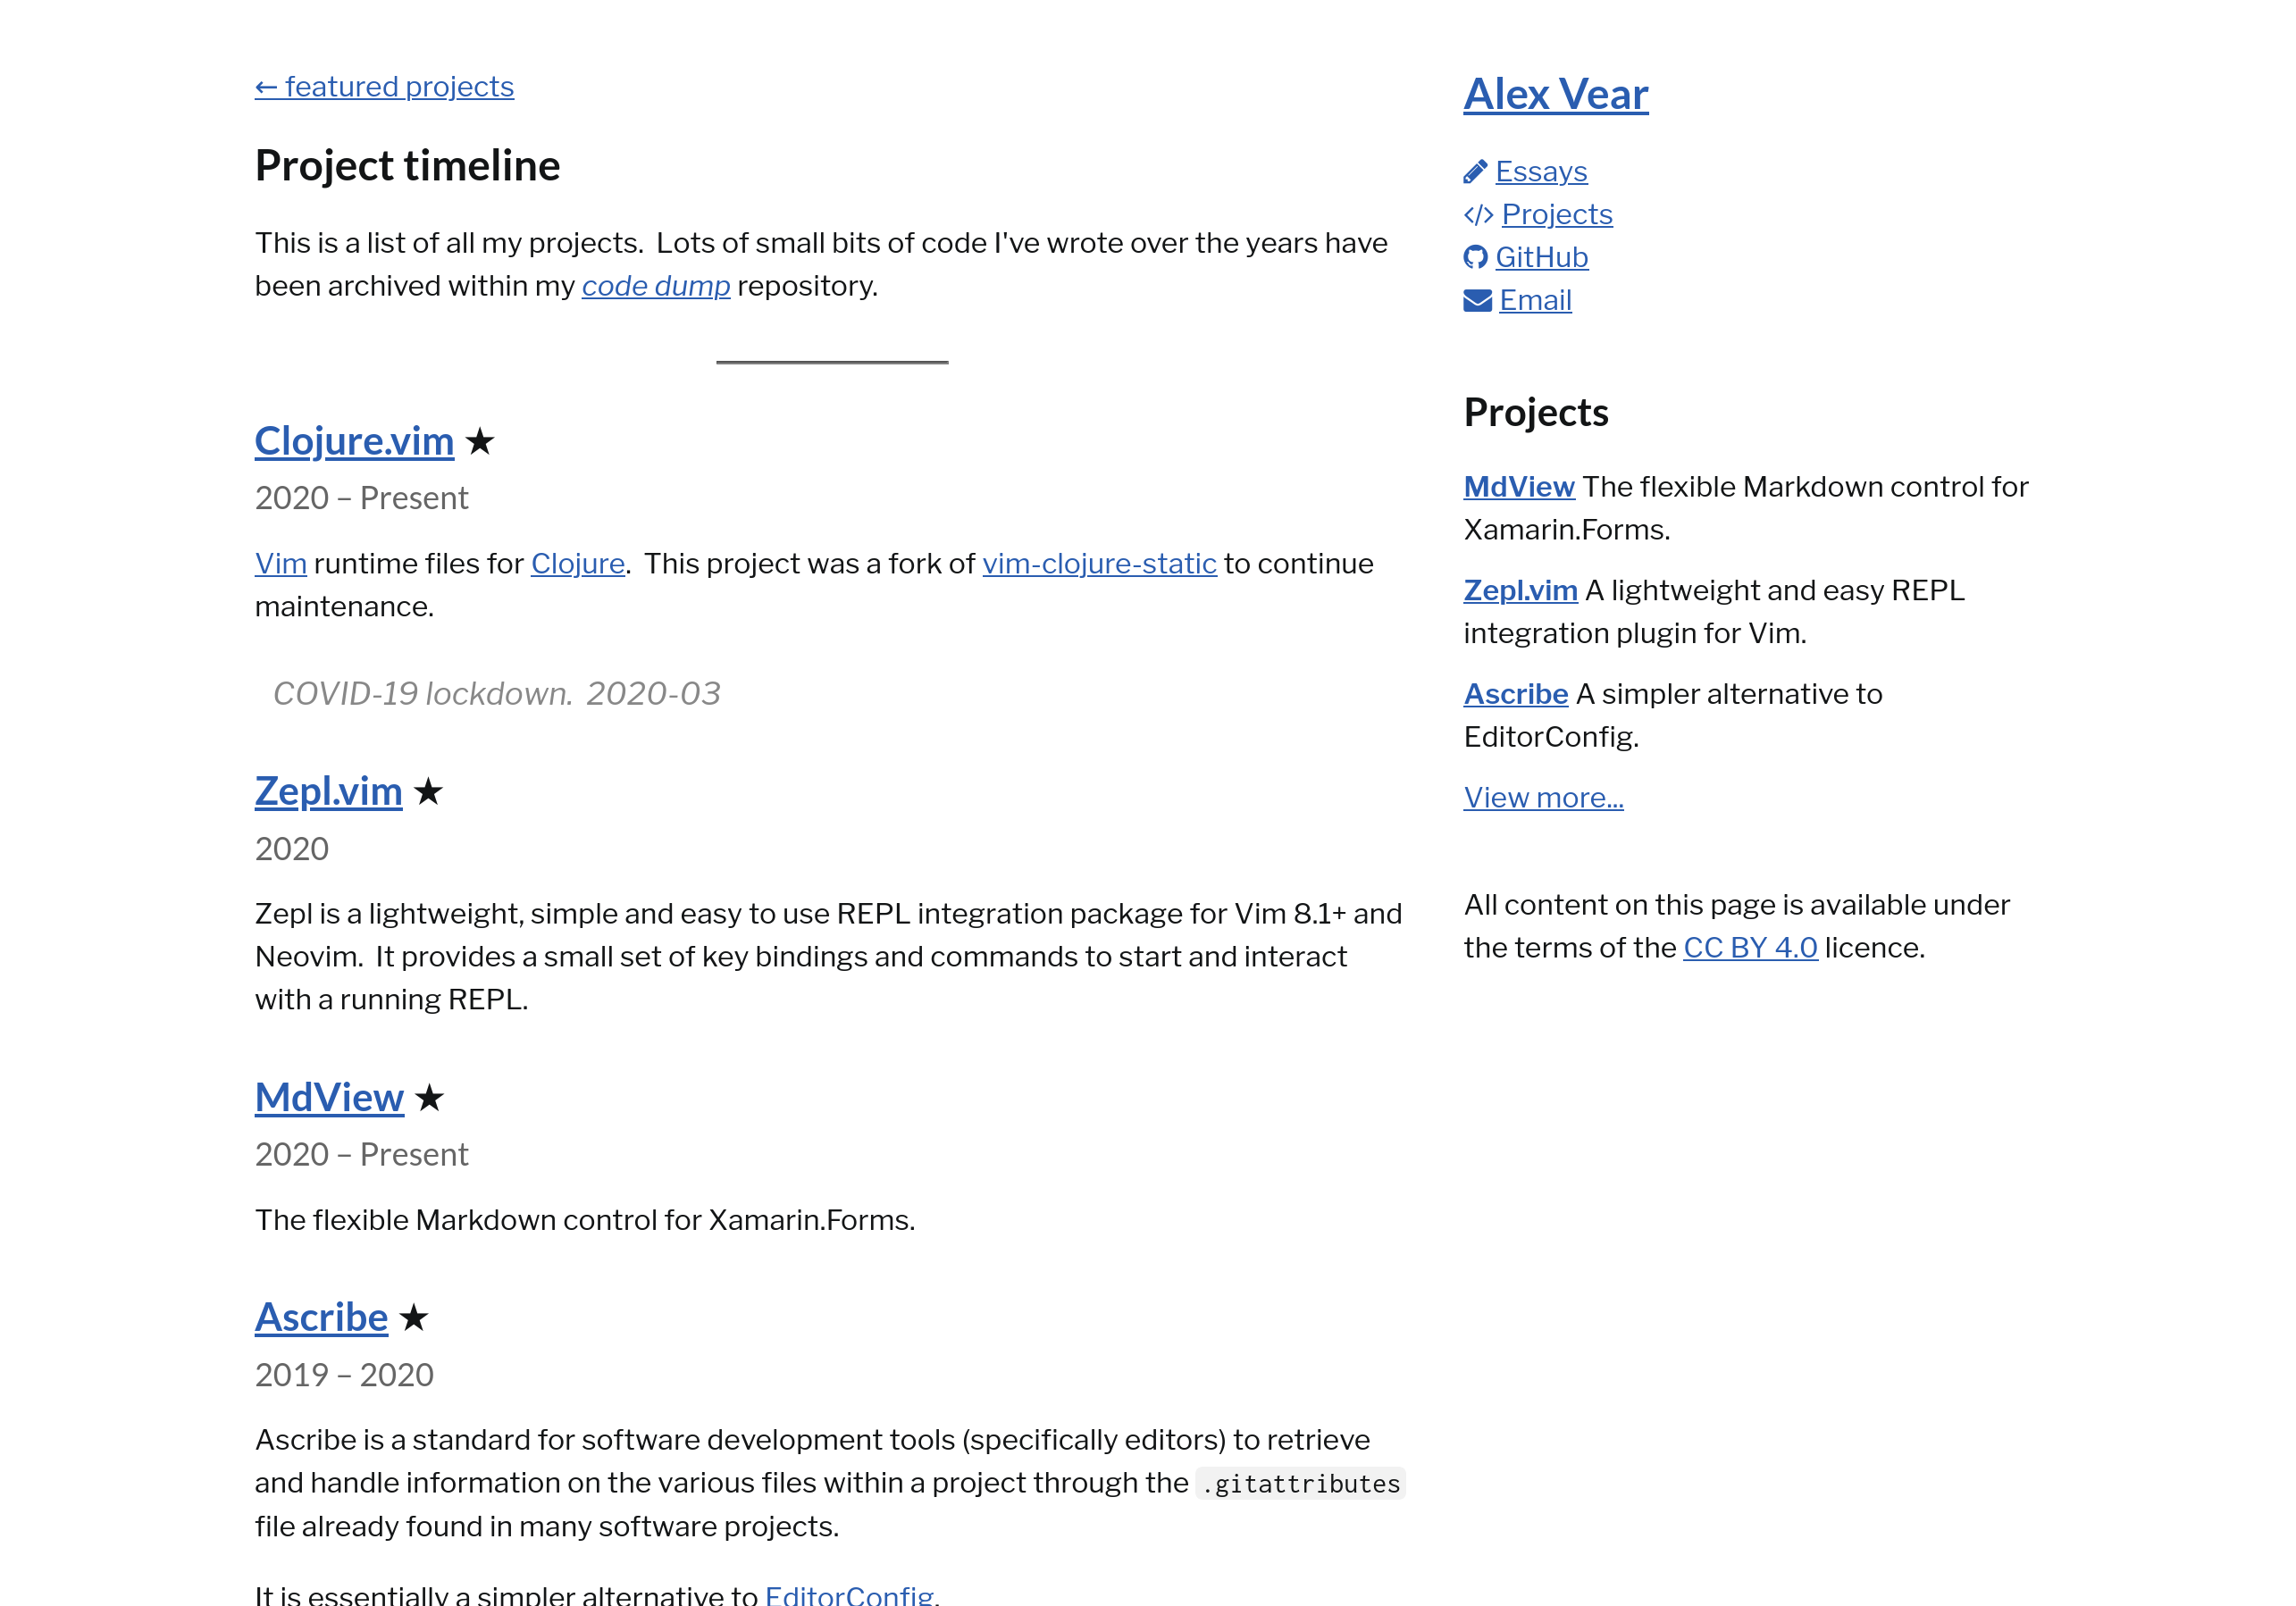 ← featured projects
Project timeline
This is a list of all my projects.  Lots of small bits of code I've wrote over the years have
been archived within my code dump repository.
Clojure.vim ★
2020 – Present
Vim runtime files for Clojure.  This project was a fork of vim-clojure-static to continue
maintenance.
COVID-19 lockdown.  2020-03
Zepl.vim ★
2020
Zepl is a lightweight, simple and easy to use REPL integration package for Vim 8.1+ and
Neovim.  It provides a small set of key bindings and commands to start and interact
with a running REPL.
MdView ★
2020 – Present
The flexible Markdown control for Xamarin.Forms.
Ascribe ★
2019 – 2020
Ascribe is a standard for software development tools (specifically editors) to retrieve
and handle information on the various files within a project through the .gitattributes
file already found in many software projects.
It is essentially a simpler alternative to EditorConfig.
Alex Vear
Essays
Projects
GitHub
Email
Projects
MdView The flexible Markdown control for
Xamarin.Forms.
Zepl.vim A lightweight and easy REPL
integration plugin for Vim.
Ascribe A simpler alternative to
EditorConfig.
View more...
All content on this page is available under
the terms of the CC BY 4.0 licence.